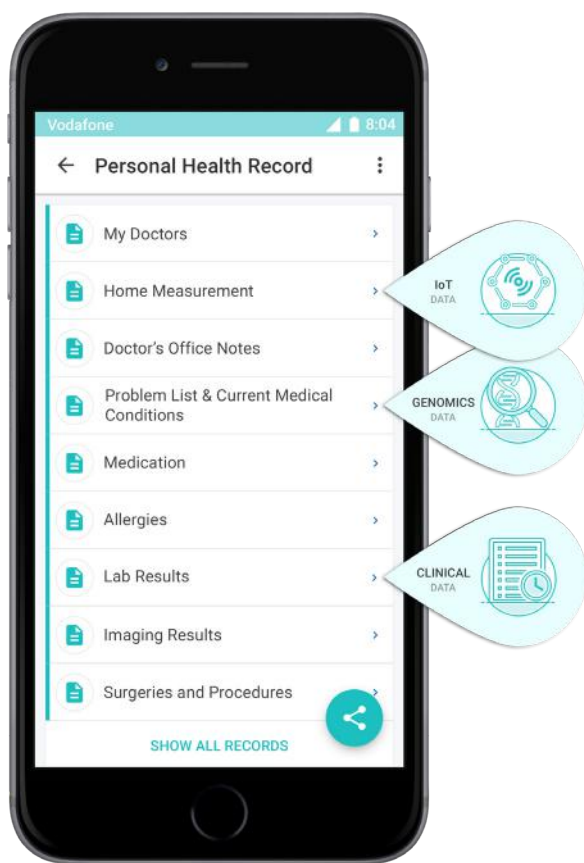 Vodafone 8:04
Personal Health Record
My Doctors
Home Measurement
Doctor's Office Notes
Problem List & Current Medical
Conditions
Medication
Allergies
Lab Results
Imaging Results
Surgeries and Procedures
SHOW ALL RECORDS
IoT
DATA
GENOMICS
DATA
CLINICAL
DATA